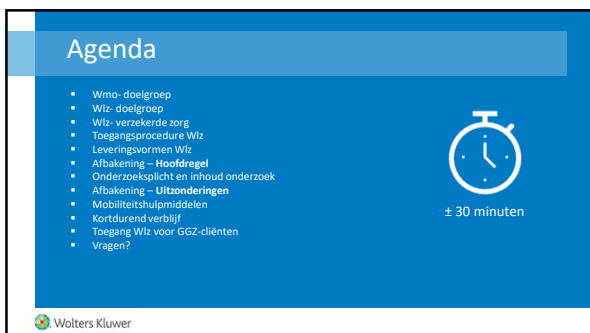 Agenda
Wmo- doelgroep
Wlz- doelgroep
Wlz- verzekerde zorg
Toegangsprocedure Wlz
Leveringsvormen Wlz
Afbakening – Hoofdregel
Onderzoeksplicht en inhoud onderzoek
Afbakening – Uitzonderingen
Mobiliteitshulpmiddelen
Kortdurend verblijf
Toegang Wlz voor GGZ-cliënten
Vragen?
± 30 minuten
Wolters Kluwer